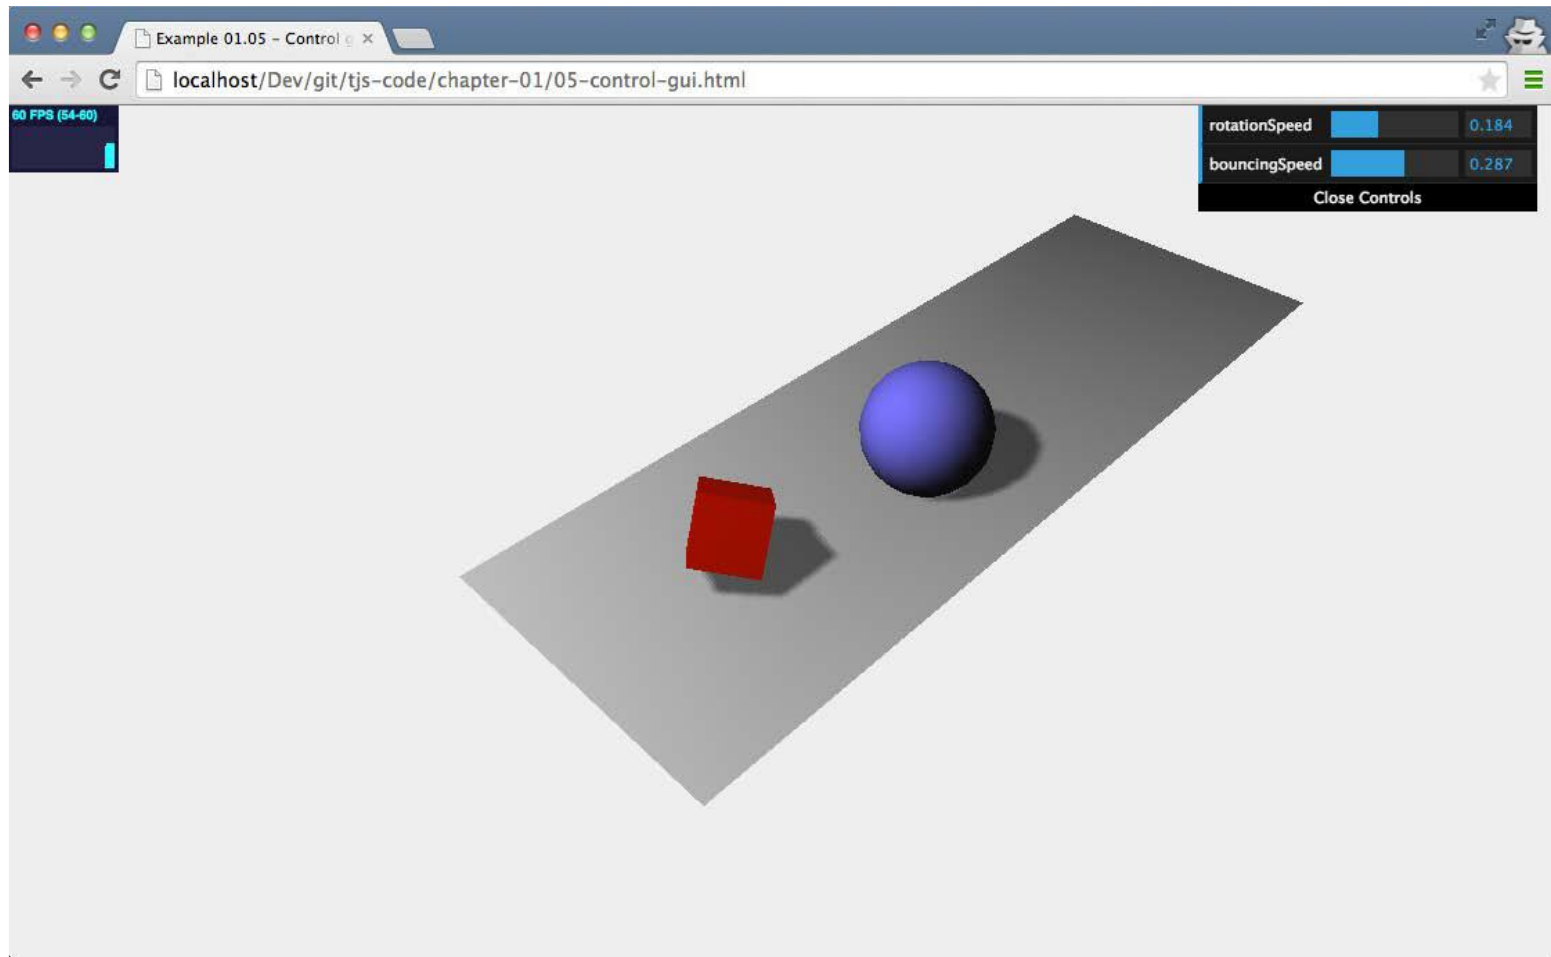 Example 01.05 - Control g
localhost/Dev/git/tjs-code/chapter-01/05-control-gui.html
60 FPS (54-60)
rotationSpeed 0.184
bouncingSpeed 0.287
Close Controls